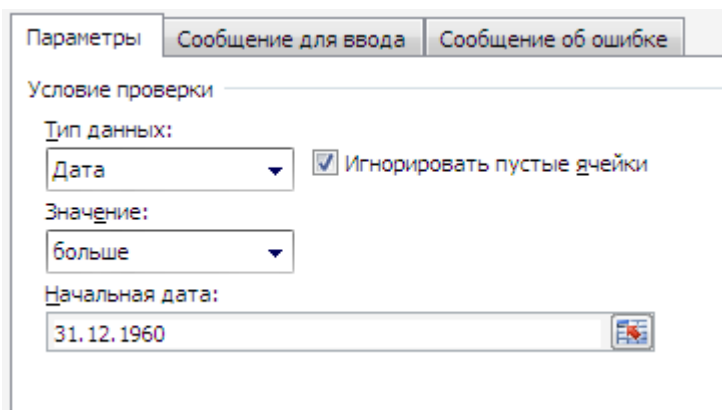 Параметры Сообщение для ввода Сообщение об ошибке
Условие проверки
Тип данных:
Дата Игнорировать пустые ячейки
Значение:
больше
Начальная дата:
31.12.1960